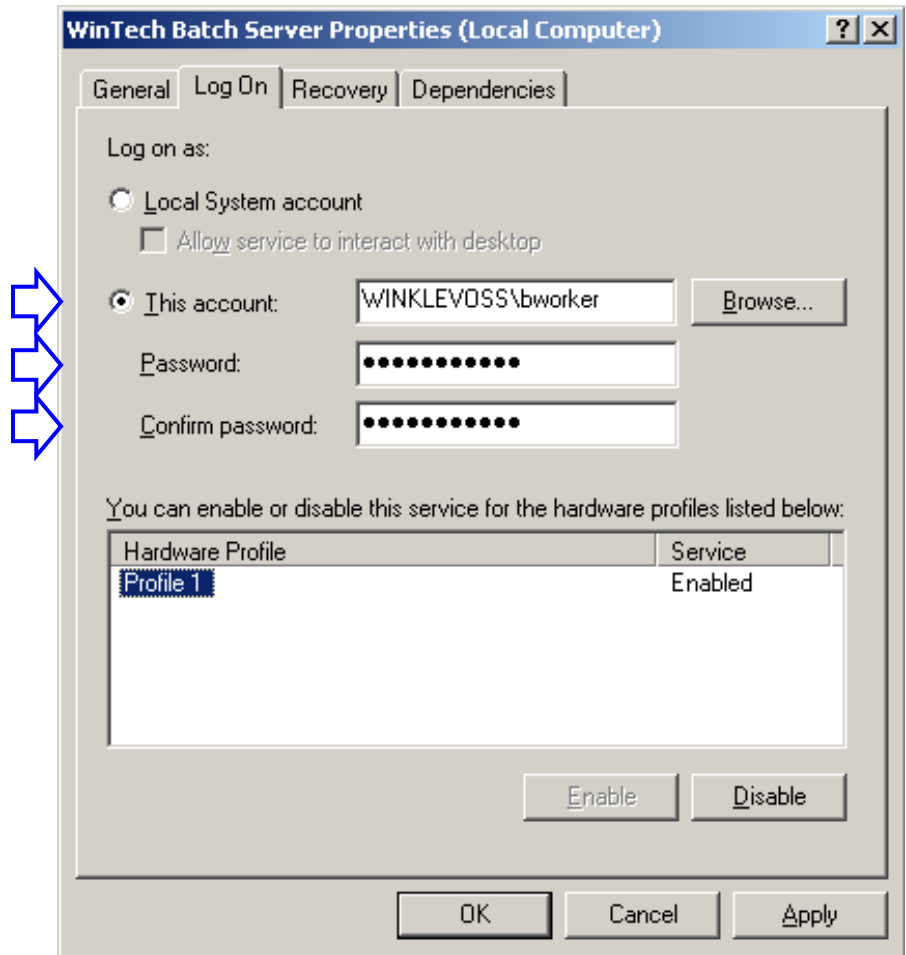 WinTech Batch Server Properties (Local Computer)
General Log On Recovery Dependencies
Log on as:
Local System account
Allow service to interact with desktop
This account: WINKLEVOSS\bworker Browse...
Password: •••••••••••
Confirm password: •••••••••••
You can enable or disable this service for the hardware profiles listed below:
Hardware Profile Service
Profile 1 Enabled
Enable Disable
OK Cancel Apply